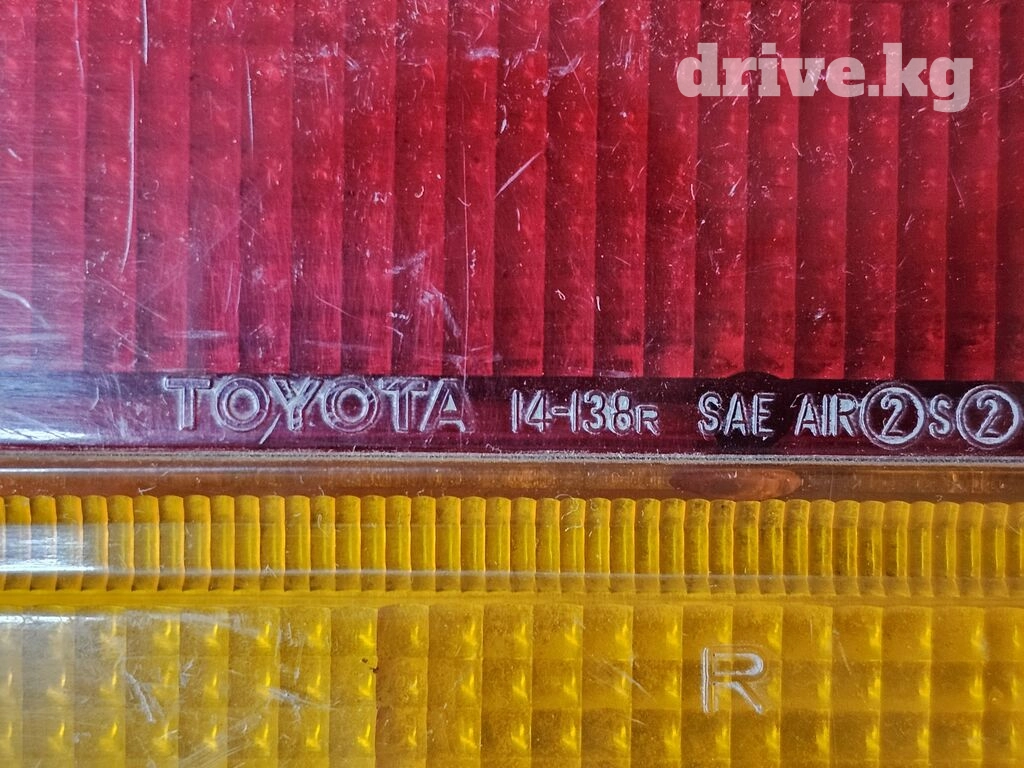 drive.kg
TOYOTA 14-138R SAE AIR②S②
R